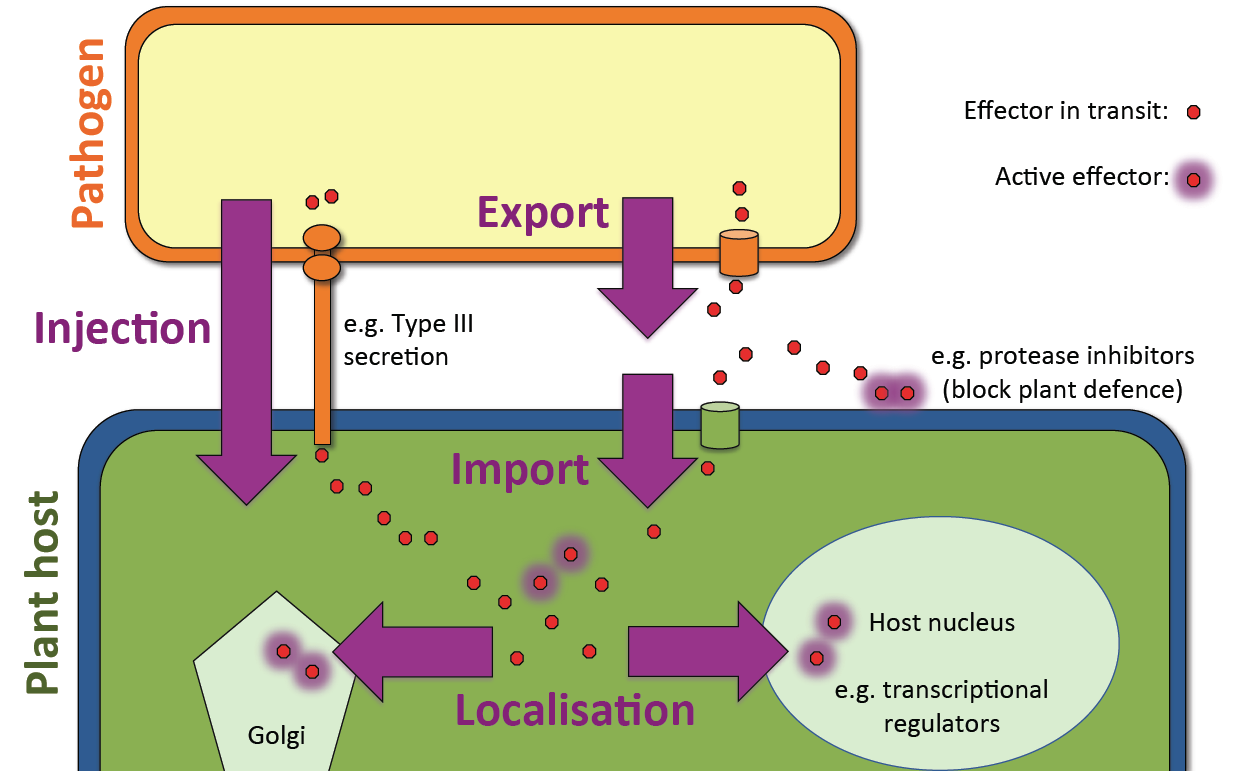 Pathogen
Effector in transit:
Active effector:
Export
Injection
e.g. Type III
secretion
e.g. protease inhibitors
(block plant defence)
Import
Plant host
Host nucleus
e.g. transcriptional
regulators
Localisation
Golgi